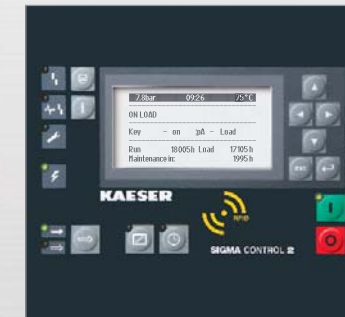 7.8bar 09:26 75°C
ON LOAD
Key - on pA - Load
Run 18005h Load 17105h
Maintenance in: 1995h
esc
KAESER
RFID
SIGMA CONTROL 2
I
O